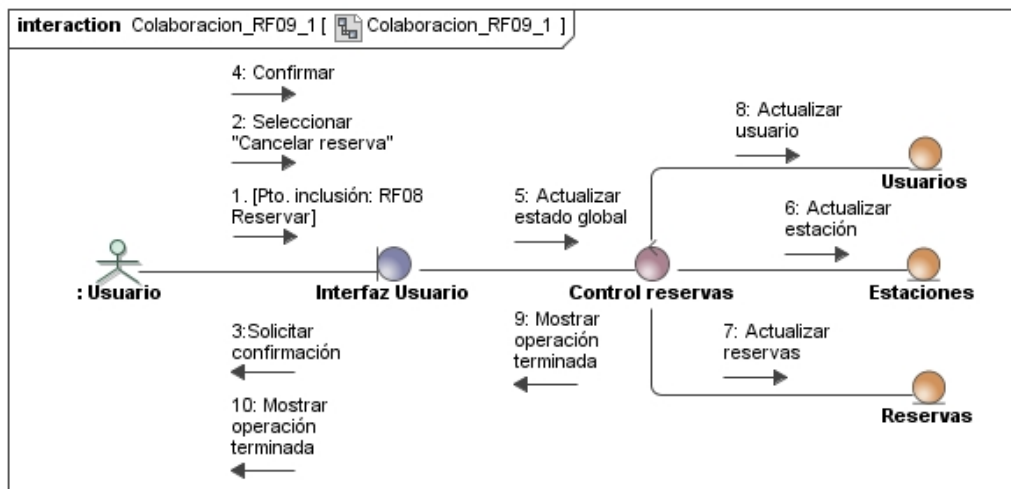 interaction Colaboracion_RF09_1 [ Colaboracion_RF09_1 ]
4: Confirmar
2: Seleccionar
"Cancelar reserva"
1. [Pto. inclusión: RF08
Reservar]
5: Actualizar
estado global
8: Actualizar
usuario
Usuarios
6: Actualizar
estación
: Usuario
Interfaz Usuario
Control reservas
Estaciones
3:Solicitar
confirmación
9: Mostrar
operación
terminada
7: Actualizar
reservas
10: Mostrar
operación
terminada
Reservas